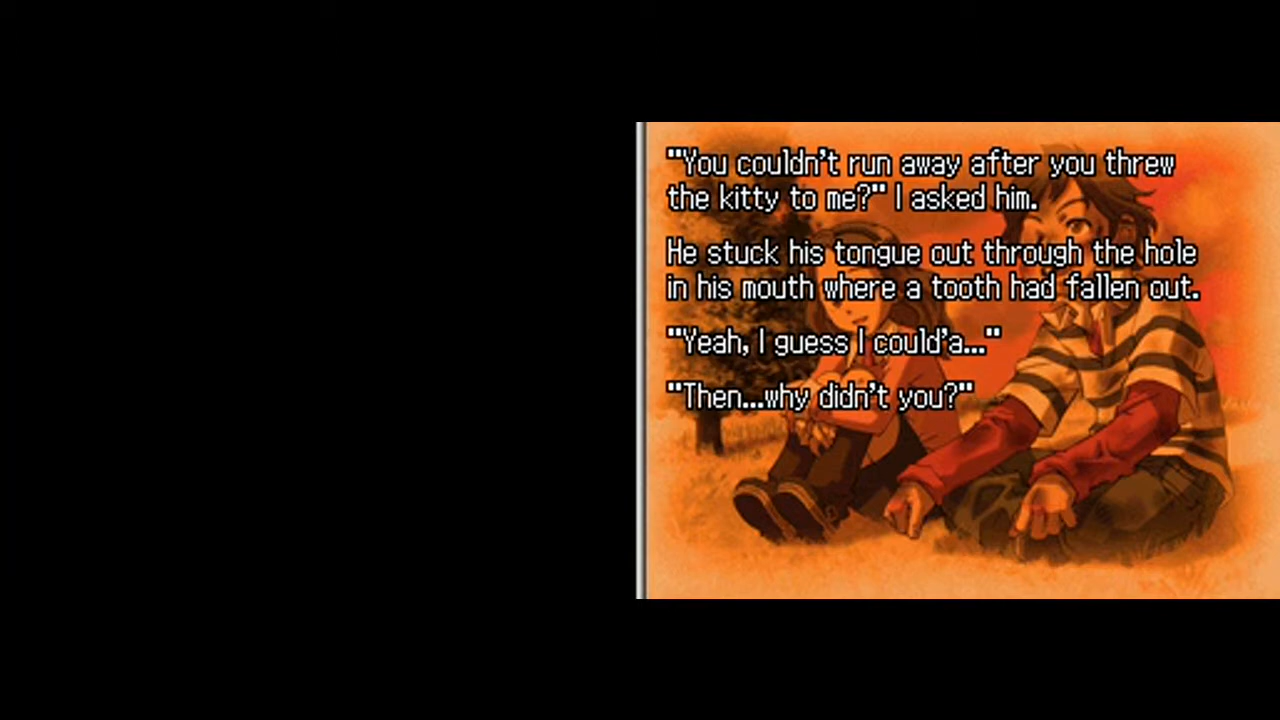 "You couldn't run away after you threw
the kitty to me?" I asked him.
He stuck his tongue out through the hole
in his mouth where a tooth had fallen out.
"Yeah, I guess I could'a..."
"Then...why didn't you?"